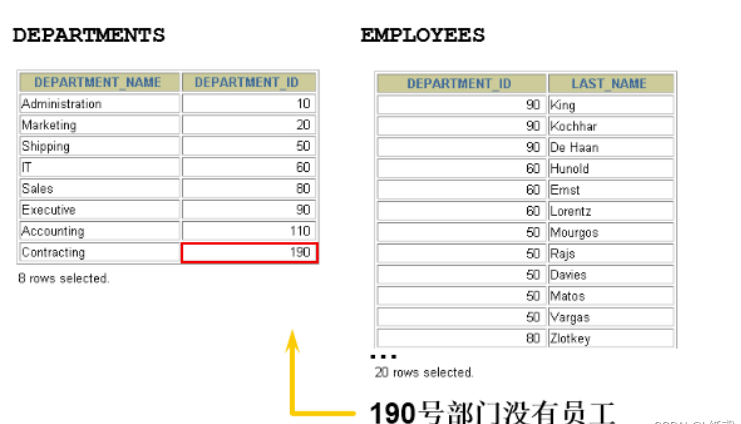 DEPARTMENTS
DEPARTMENT_NAME DEPARTMENT_ID
Administration 10
Marketing 20
Shipping 50
IT 60
Sales 80
Executive 90
Accounting 110
Contracting 190
8 rows selected.
EMPLOYEES
DEPARTMENT_ID LAST_NAME
90 King
90 Kochhar
90 De Haan
60 Hunold
60 Ernst
60 Lorentz
50 Mourgos
50 Rajs
50 Davies
50 Matos
50 Vargas
80 Zlotkey
...
20 rows selected.
190号部门没有员工